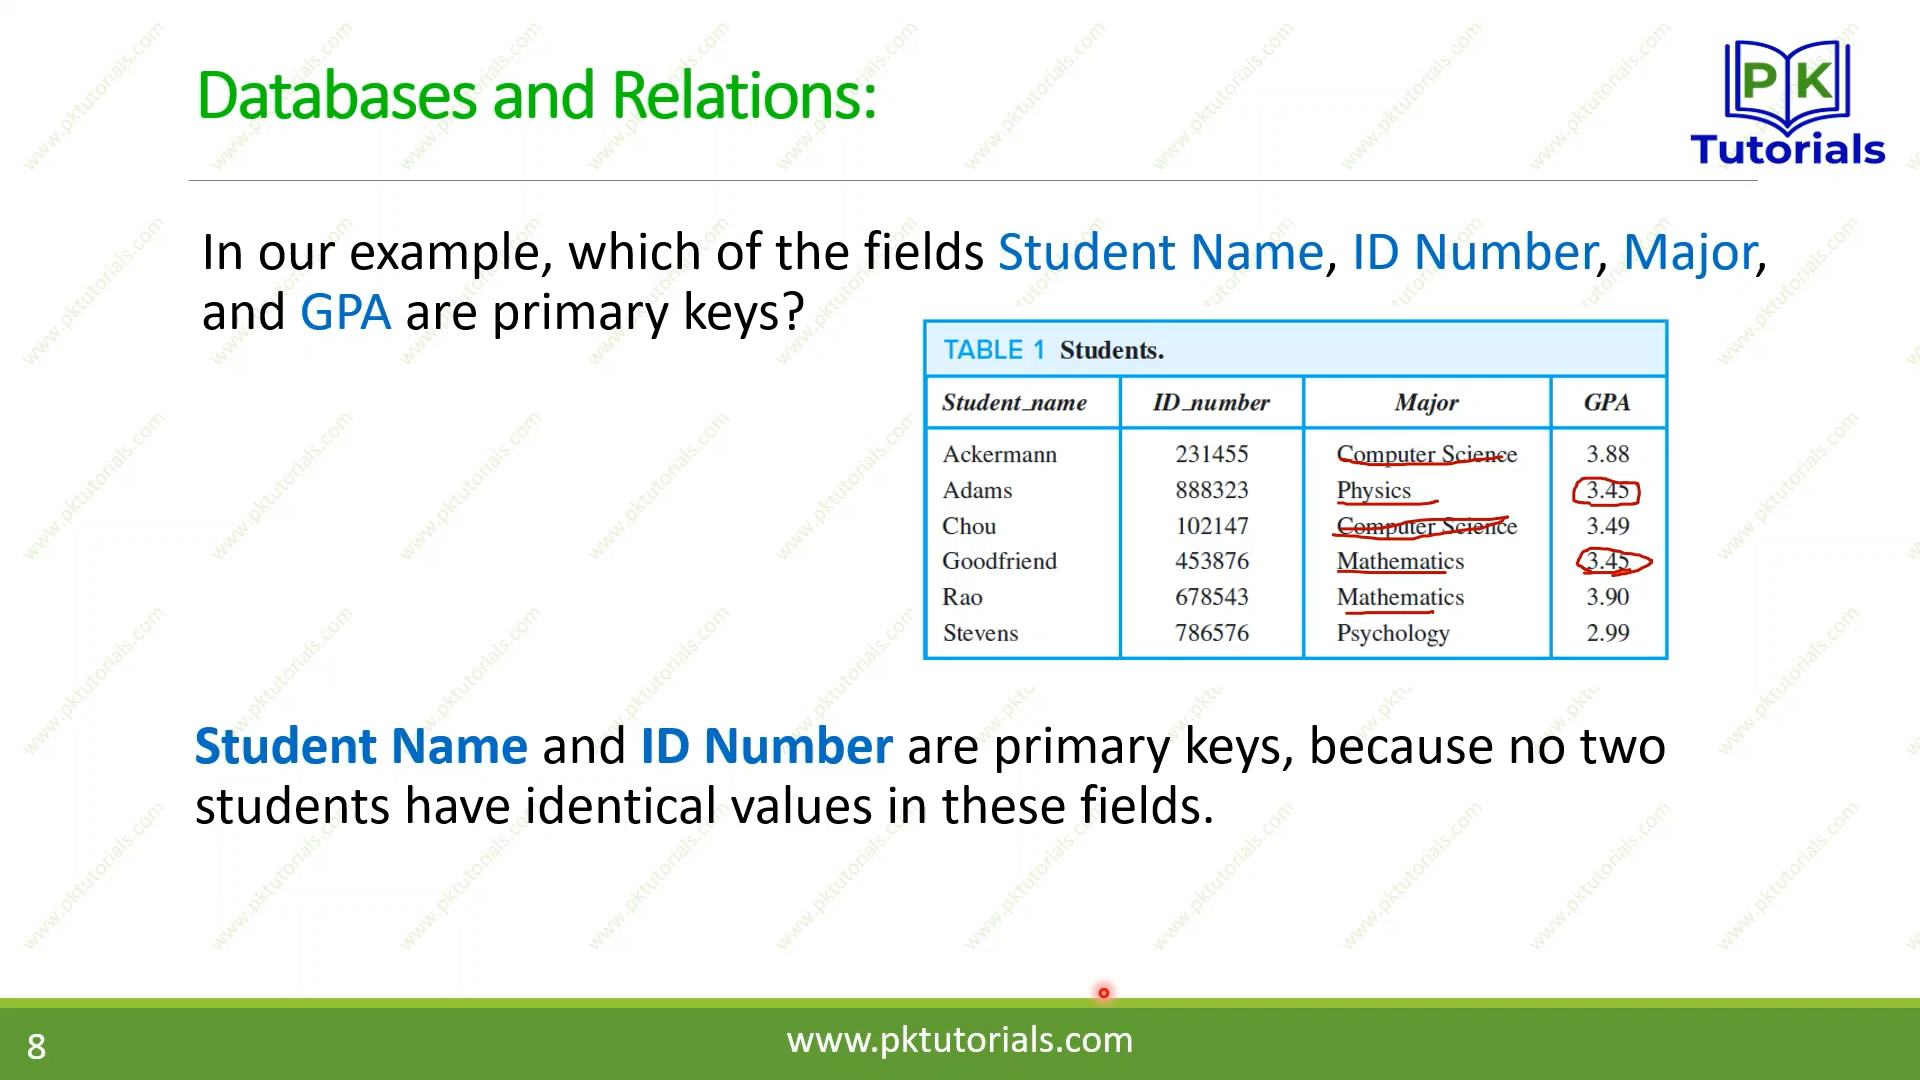 Databases and Relations:
PK
Tutorials
In our example, which of the fields Student Name, ID Number, Major,
and GPA are primary keys?
TABLE 1 Students.
Student_name ID_number Major GPA
Ackermann 231455 Computer Science 3.88
Adams 888323 Physics 3.45
Chou 102147 Computer Science 3.49
Goodfriend 453876 Mathematics 3.45
Rao 678543 Mathematics 3.90
Stevens 786576 Psychology 2.99
Student Name and ID Number are primary keys, because no two
students have identical values in these fields.
8
www.pktutorials.com